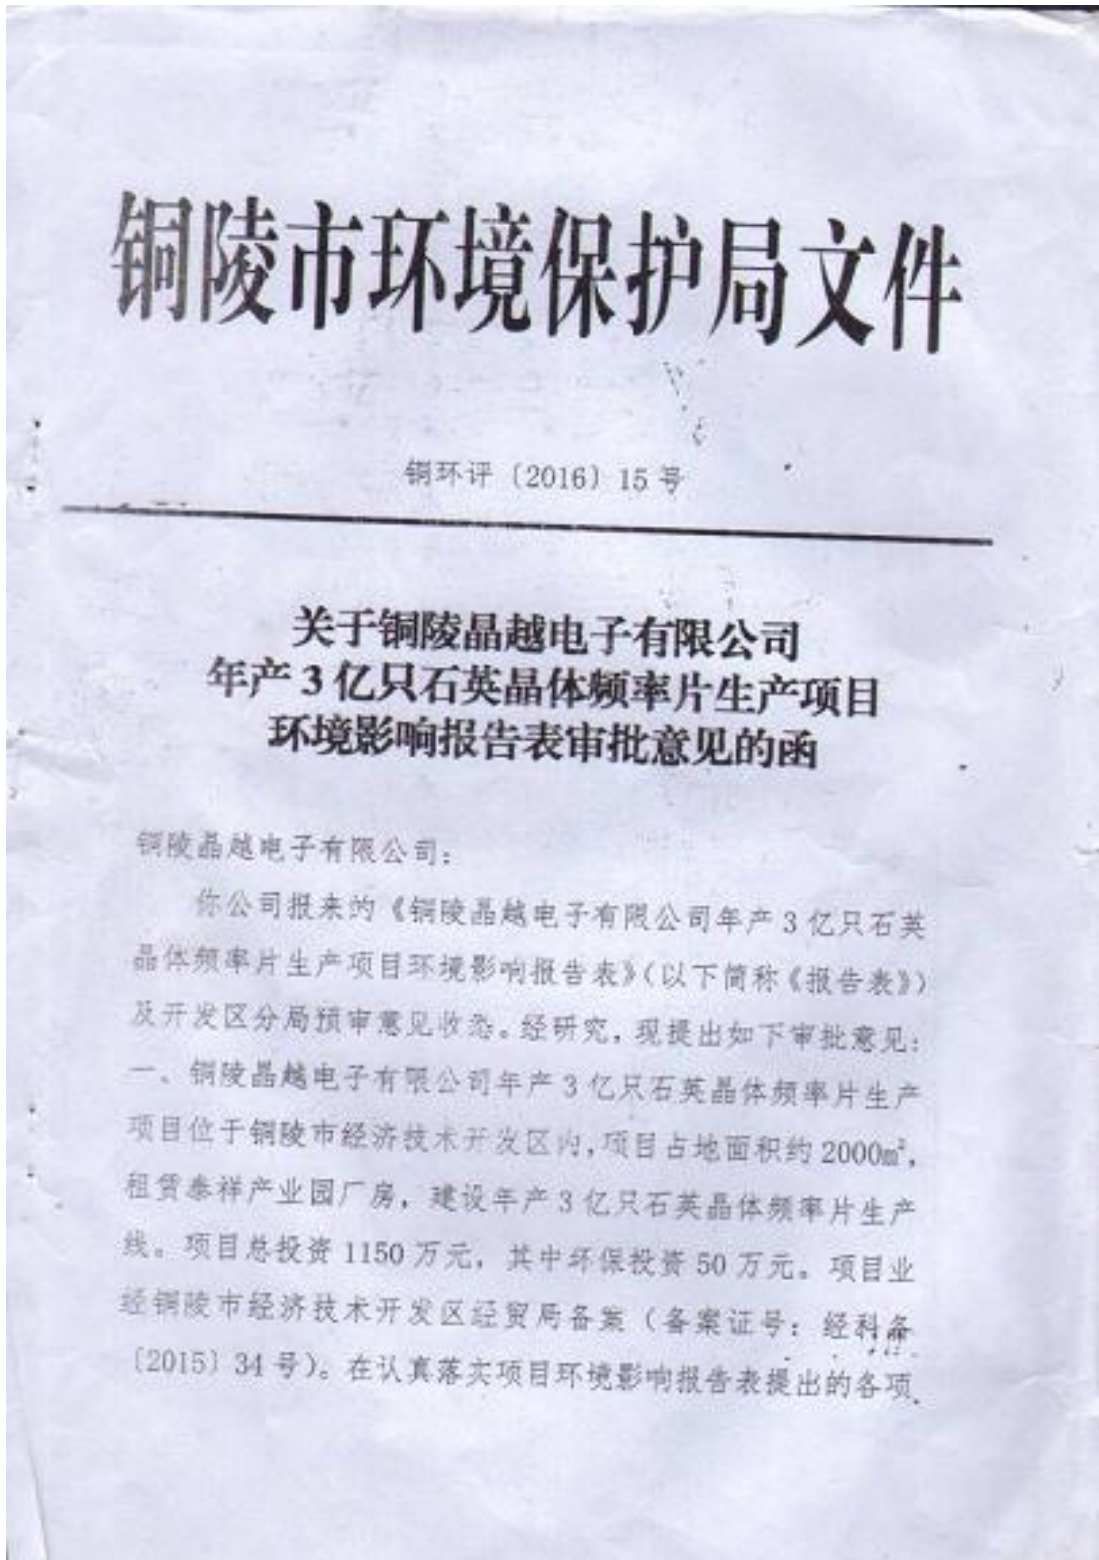 铜陵市环境保护局文件
铜环评〔2016〕15号
关于铜陵晶越电子有限公司
年产3亿只石英晶体频率片生产项目
环境影响报告表审批意见的函
铜陵晶越电子有限公司：
你公司报来的《铜陵晶越电子有限公司年产3亿只石英
晶体频率片生产项目环境影响报告表》（以下简称《报告表》）
及开发区分局预审意见收悉。经研究，现提出如下审批意见：
一、铜陵晶越电子有限公司年产3亿只石英晶体频率片生产
项目位于铜陵市经济技术开发区内，项目占地面积约2000㎡，
租赁泰祥产业园厂房，建设年产3亿只石英晶体频率片生产
线。项目总投资1150万元，其中环保投资50万元。项目业
经铜陵市经济技术开发区经贸局备案（备案证号：经科备
〔2015〕34号）。在认真落实项目环境影响报告表提出的各项